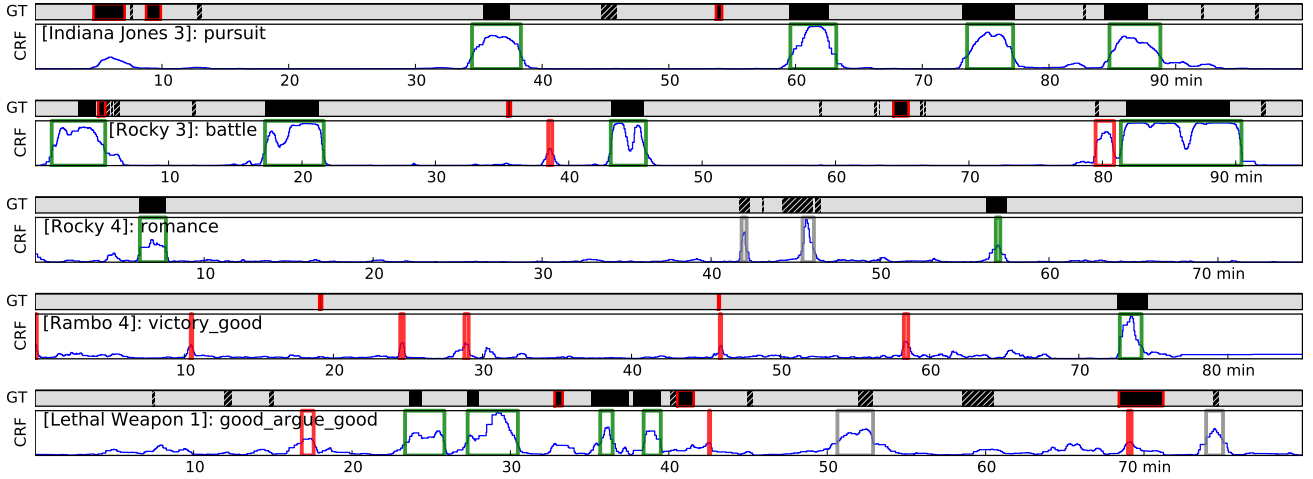 GT
CRF
[Indiana Jones 3]: pursuit
10 20 30 40 50 60 70 80 90 min
GT
CRF
[Rocky 3]: battle
10 20 30 40 50 60 70 80 90 min
GT
CRF
[Rocky 4]: romance
10 20 30 40 50 60 70 min
GT
CRF
[Rambo 4]: victory_good
10 20 30 40 50 60 70 80 min
GT
CRF
[Lethal Weapon 1]: good_argue_good
10 20 30 40 50 60 70 min